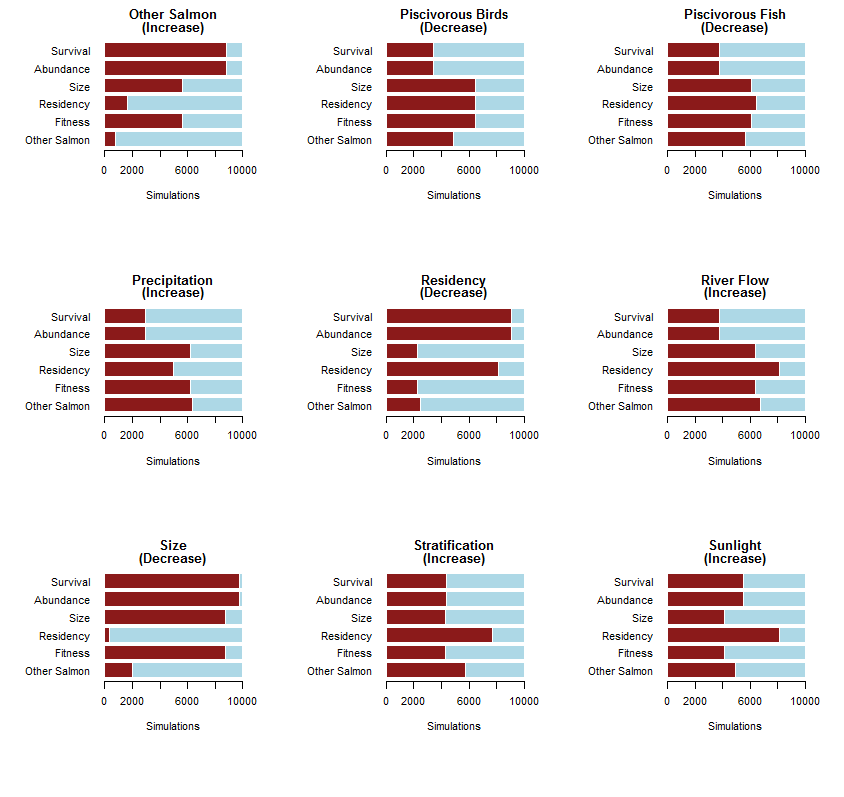 Other Salmon
(Increase)
Survival
Abundance
Size
Residency
Fitness
Other Salmon
0 2000 6000 10000
Simulations
Piscivorous Birds
(Decrease)
Survival
Abundance
Size
Residency
Fitness
Other Salmon
0 2000 6000 10000
Simulations
Piscivorous Fish
(Decrease)
Survival
Abundance
Size
Residency
Fitness
Other Salmon
0 2000 6000 10000
Simulations
Precipitation
(Increase)
Survival
Abundance
Size
Residency
Fitness
Other Salmon
0 2000 6000 10000
Simulations
Residency
(Decrease)
Survival
Abundance
Size
Residency
Fitness
Other Salmon
0 2000 6000 10000
Simulations
River Flow
(Increase)
Survival
Abundance
Size
Residency
Fitness
Other Salmon
0 2000 6000 10000
Simulations
Size
(Decrease)
Survival
Abundance
Size
Residency
Fitness
Other Salmon
0 2000 6000 10000
Simulations
Stratification
(Increase)
Survival
Abundance
Size
Residency
Fitness
Other Salmon
0 2000 6000 10000
Simulations
Sunlight
(Increase)
Survival
Abundance
Size
Residency
Fitness
Other Salmon
0 2000 6000 10000
Simulations